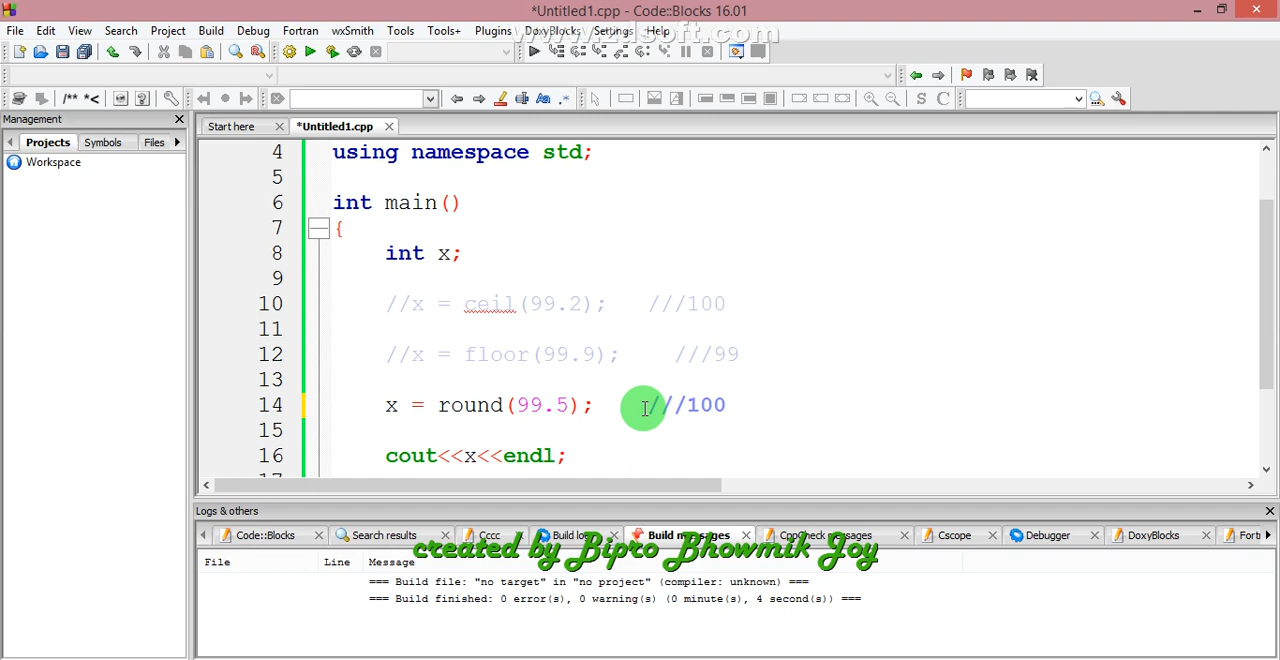 *Untitled1.cpp - Code::Blocks 16.01
File Edit View Search Project Build Debug Fortran wxSmith Tools Tools+ Plugins DoxyBlocks Settings Help
.zdsoft.com
/** *<
S C
Management
Start here *Untitled1.cpp
Projects Symbols Files
Workspace
4 using namespace std;
5
6 int main()
7 {
8 int x;
9
10 //x = ceil(99.2); ///100
11
12 //x = floor(99.9); ///99
13
14 x = round(99.5); ///100
15
16 cout<<x<<endl;
Logs & others
Code::Blocks Search results Cccc Build log Build messages CppCheck messages Cscope Debugger DoxyBlocks Forti
created by Bipro Bhowmik Joy
File Line Message
=== Build file: "no target" in "no project" (compiler: unknown) ===
=== Build finished: 0 error(s), 0 warning(s) (0 minute(s), 4 second(s)) ===